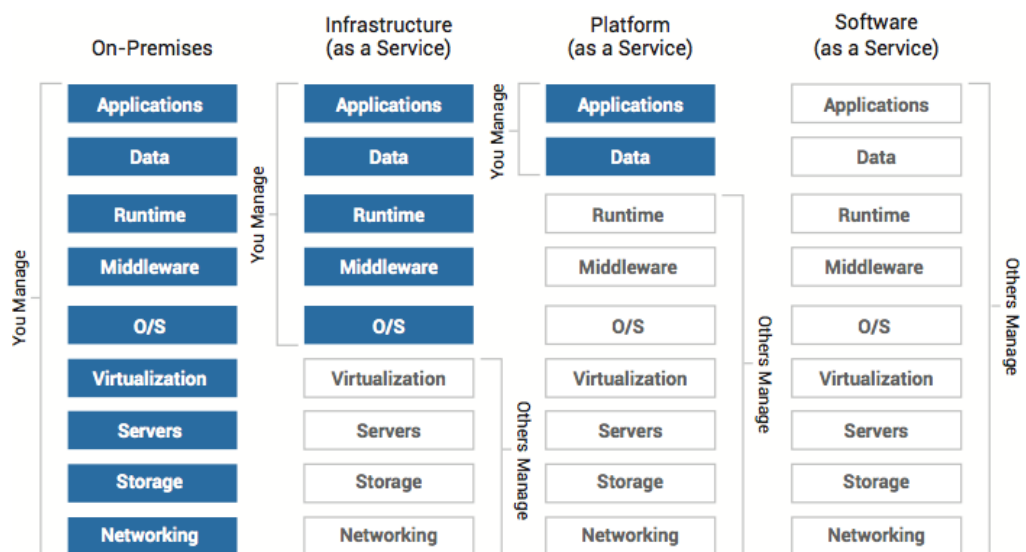 On-Premises
Infrastructure
(as a Service)
Platform
(as a Service)
Software
(as a Service)
You Manage
Applications
Data
Runtime
Middleware
O/S
Virtualization
Servers
Storage
Networking
You Manage
Applications
Data
Runtime
Middleware
O/S
Virtualization
Servers
Storage
Networking
Others Manage
You Manage
Applications
Data
Runtime
Middleware
O/S
Virtualization
Servers
Storage
Networking
Others Manage
Applications
Data
Runtime
Middleware
O/S
Virtualization
Servers
Storage
Networking
Others Manage